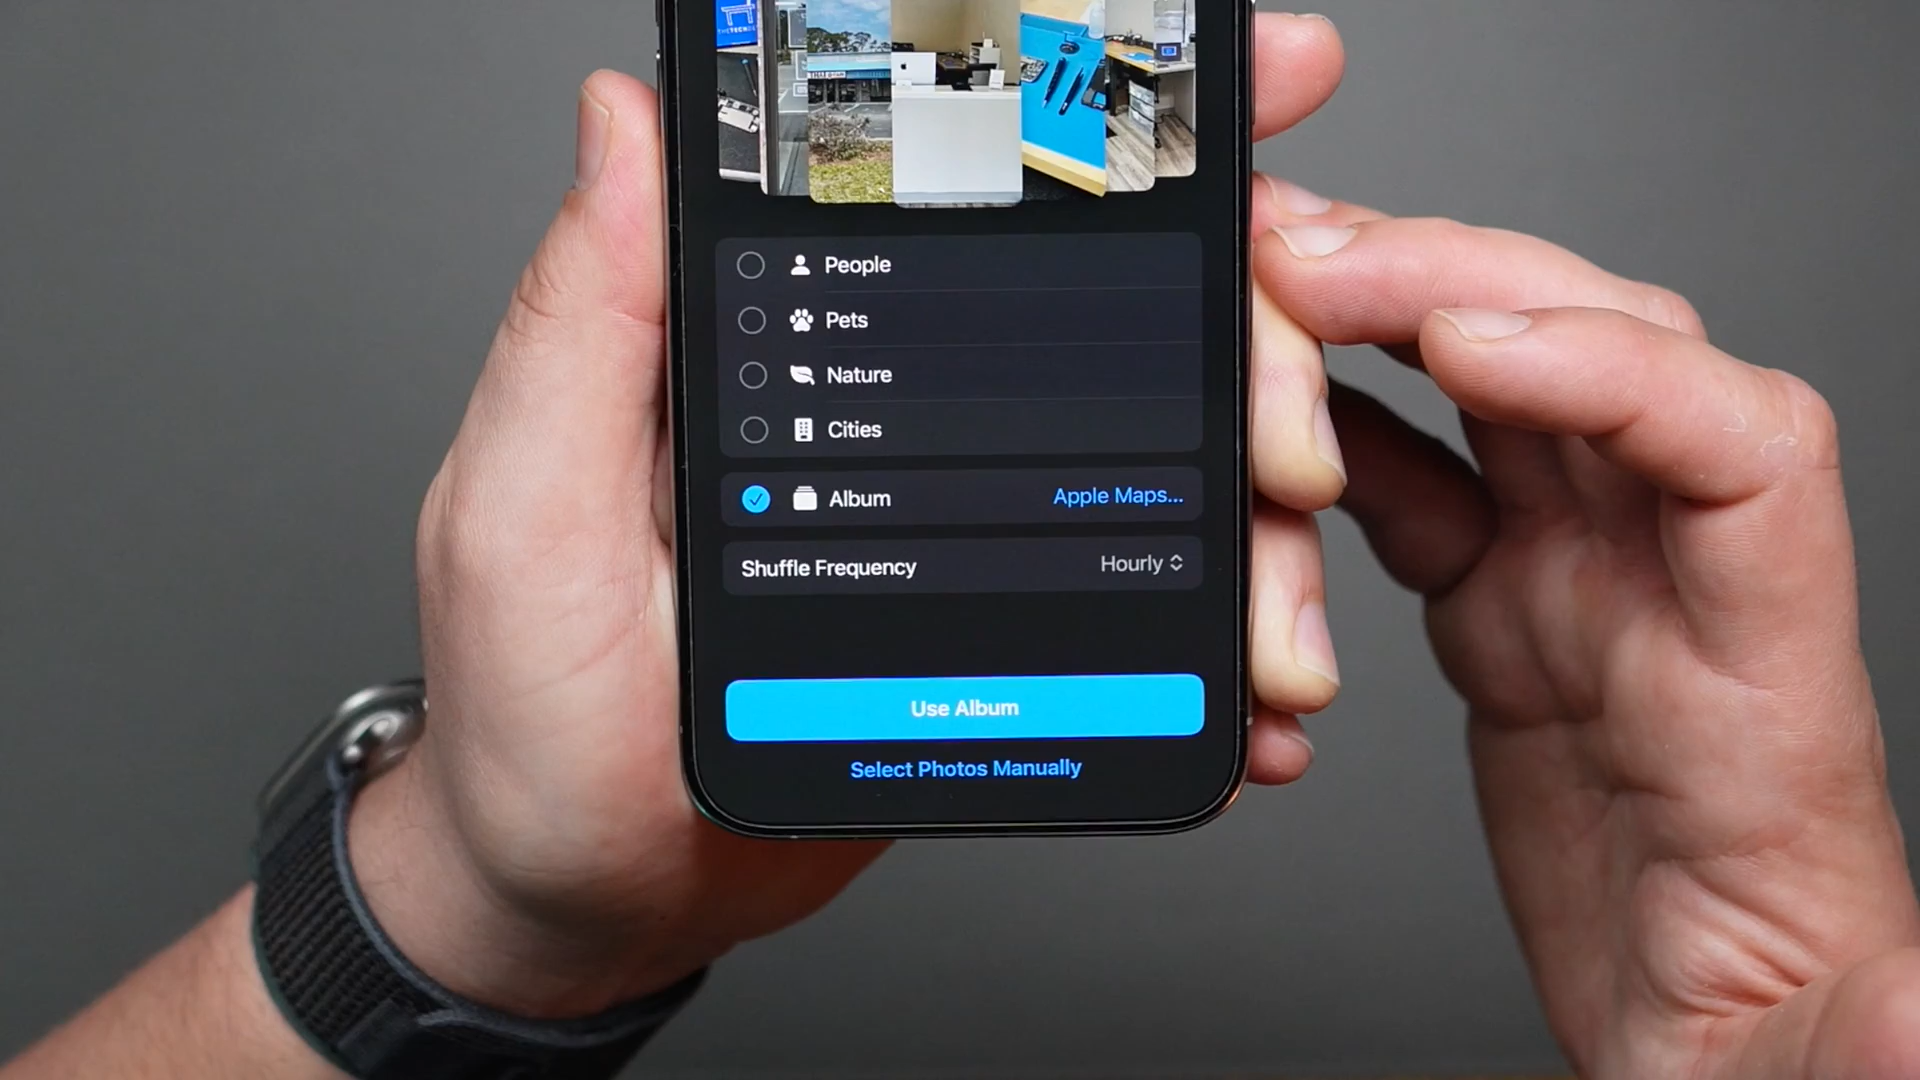 People
Pets
Nature
Cities
Album
Apple Maps...
Shuffle Frequency
Hourly
Use Album
Select Photos Manually